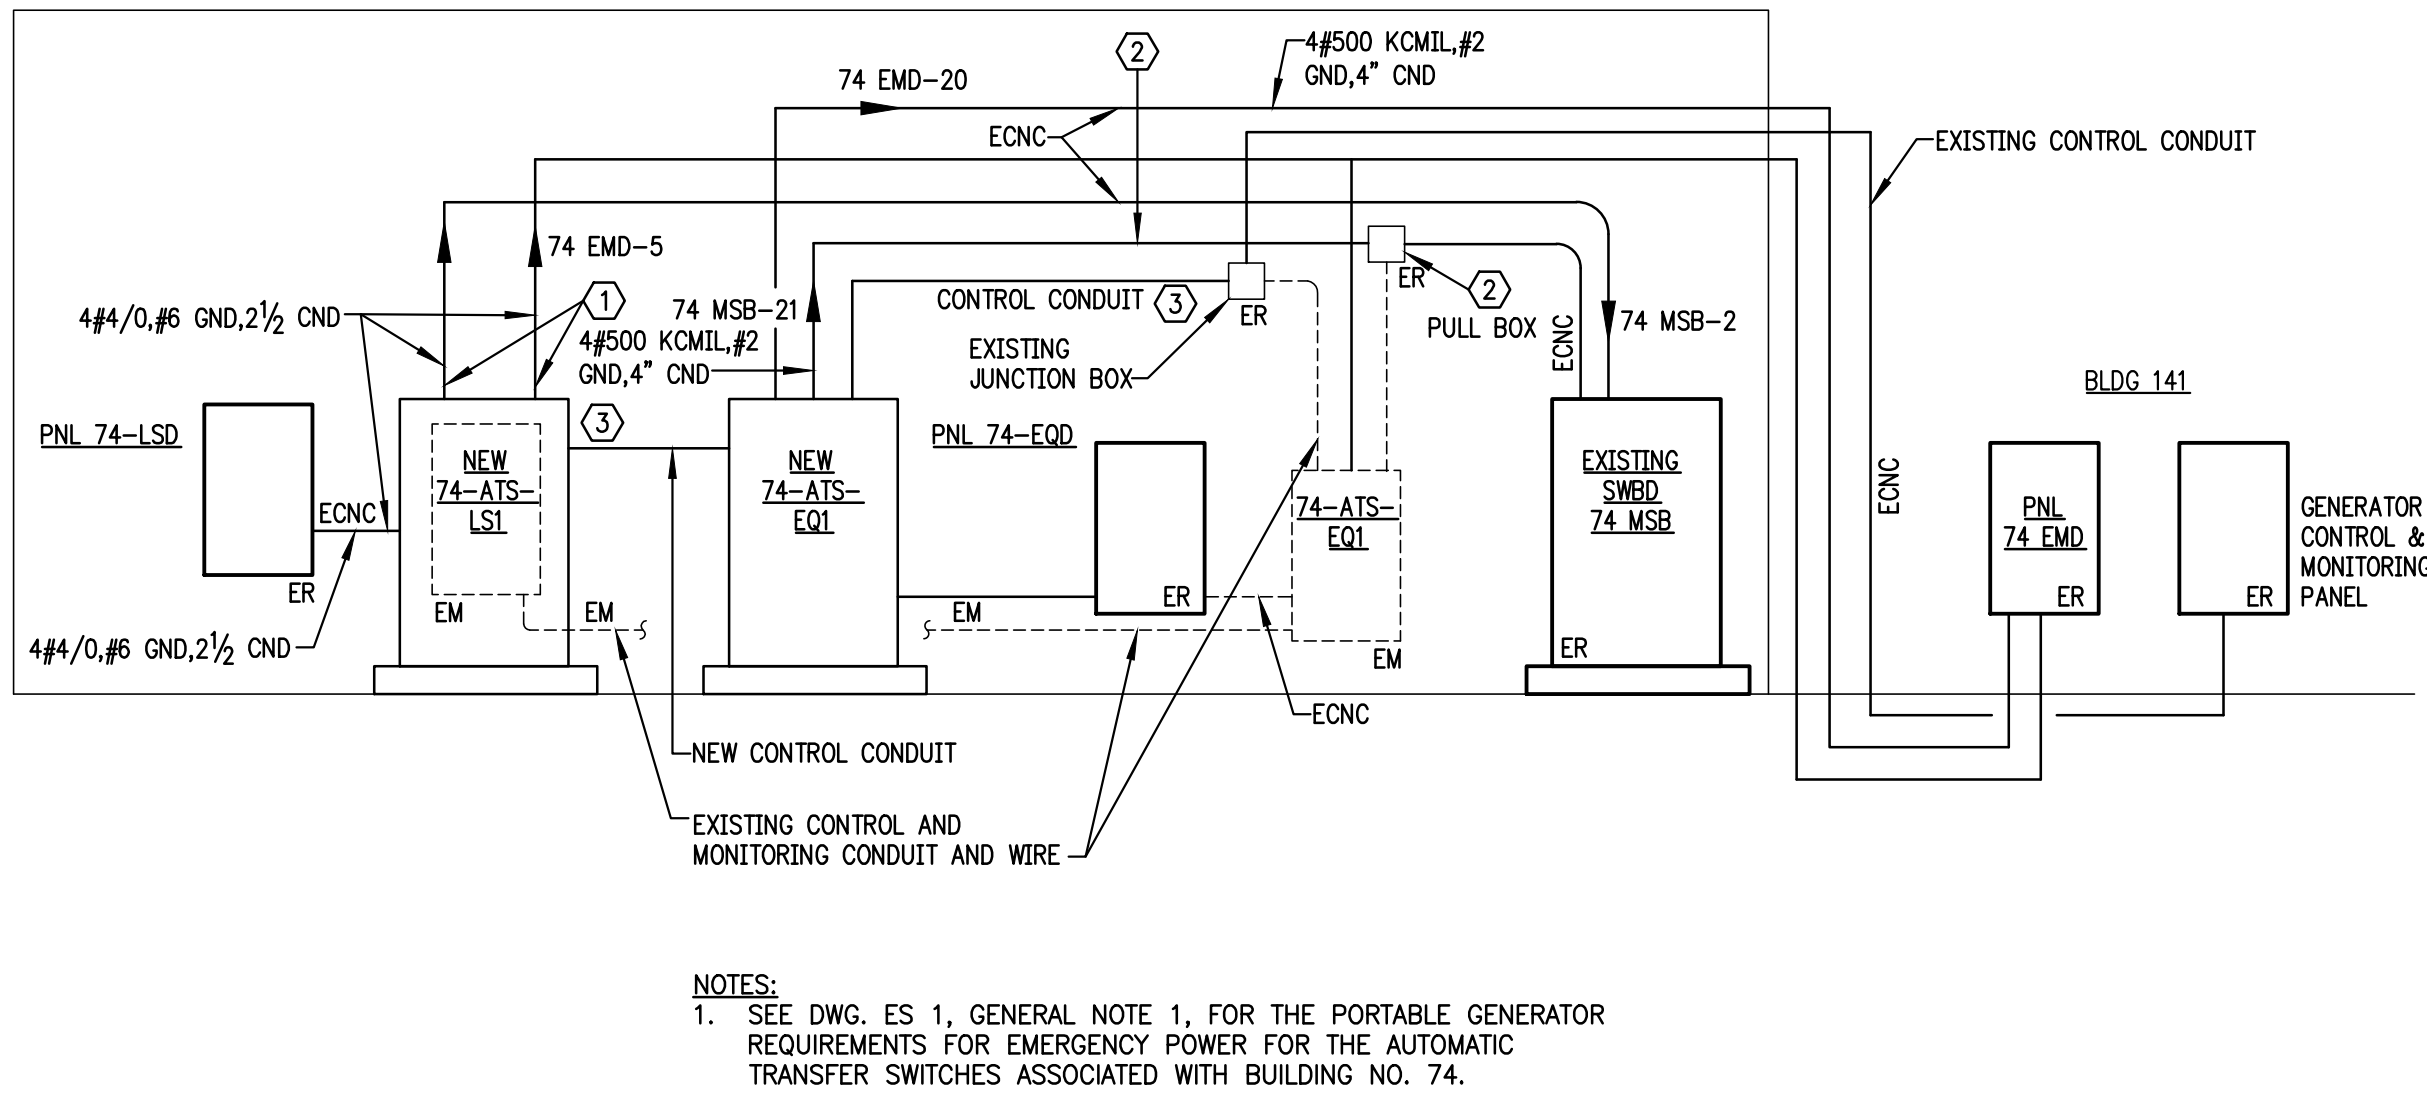 2
4#500 KCMIL,#2
GND,4" CND
74 EMD-20
ECNC
EXISTING CONTROL CONDUIT
74 EMD-5
1
4#4/0,#6 GND,2½ CND
74 MSB-21
4#500 KCMIL,#2
GND,4" CND
CONTROL CONDUIT
3
ER
EXISTING
JUNCTION BOX
ER
2
PULL BOX
ECNC
74 MSB-2
BLDG 141
PNL 74-LSD
ER
ECNC
4#4/0,#6 GND,2½ CND
NEW
74-ATS-
LS1
EM
EM
3
NEW
74-ATS-
EQ1
EM
PNL 74-EQD
ER
74-ATS-
EQ1
EM
EXISTING
SWBD
74 MSB
ER
ECNC
PNL
74 EMD
ER
ER
GENERATOR
CONTROL &
MONITORING
PANEL
ECNC
NEW CONTROL CONDUIT
EXISTING CONTROL AND
MONITORING CONDUIT AND WIRE
NOTES:
1. SEE DWG. ES 1, GENERAL NOTE 1, FOR THE PORTABLE GENERATOR
REQUIREMENTS FOR EMERGENCY POWER FOR THE AUTOMATIC
TRANSFER SWITCHES ASSOCIATED WITH BUILDING NO. 74.